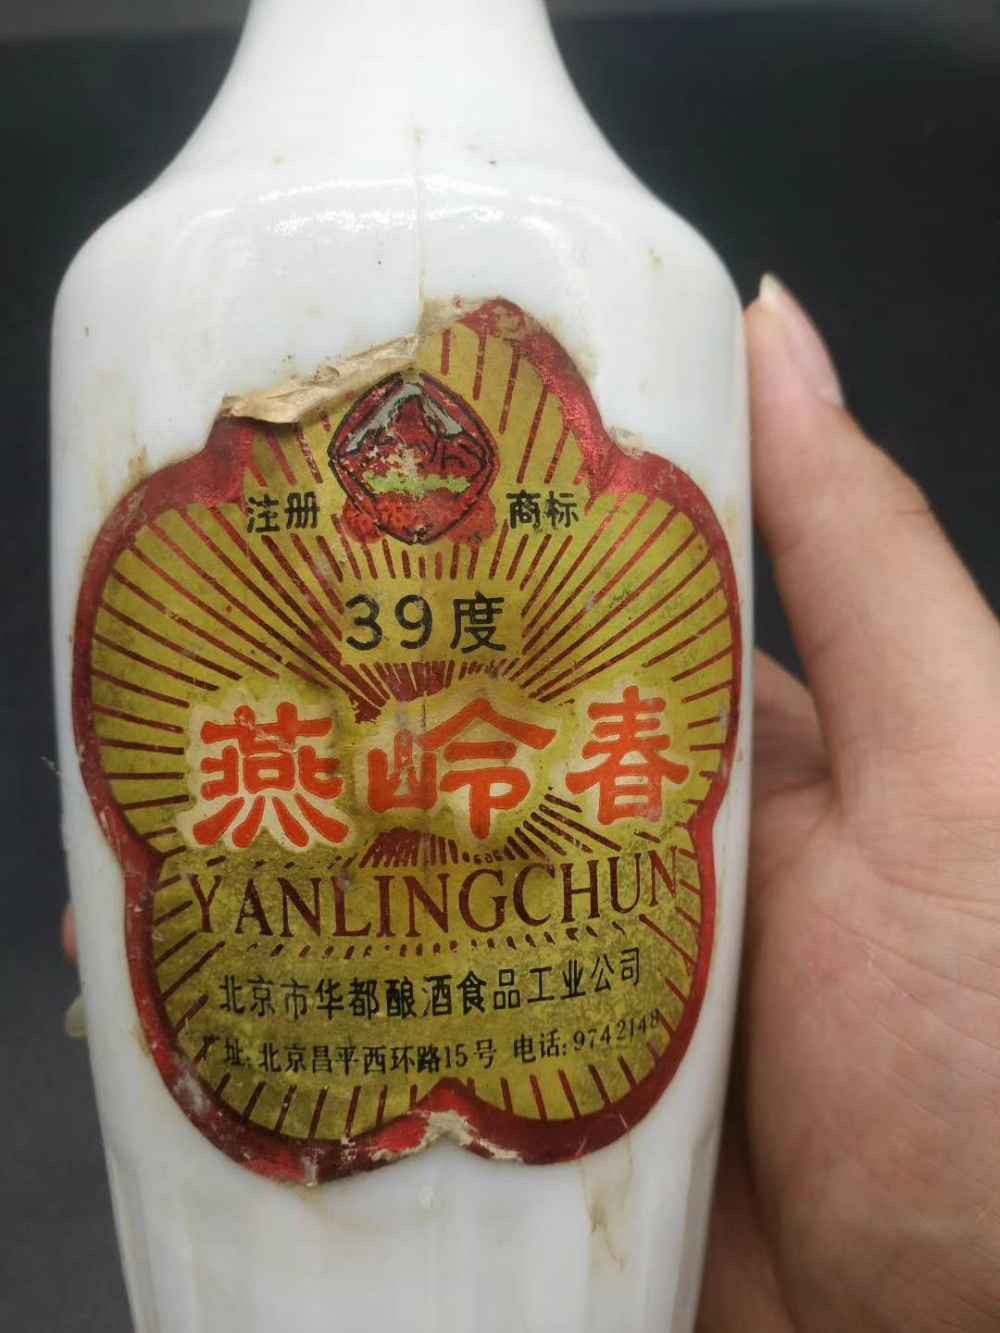 注册 商标
39度
燕岭春
YANLINGCHUN
北京市华都酿酒食品工业公司
厂址:北京昌平西环路15号 电话:9742148